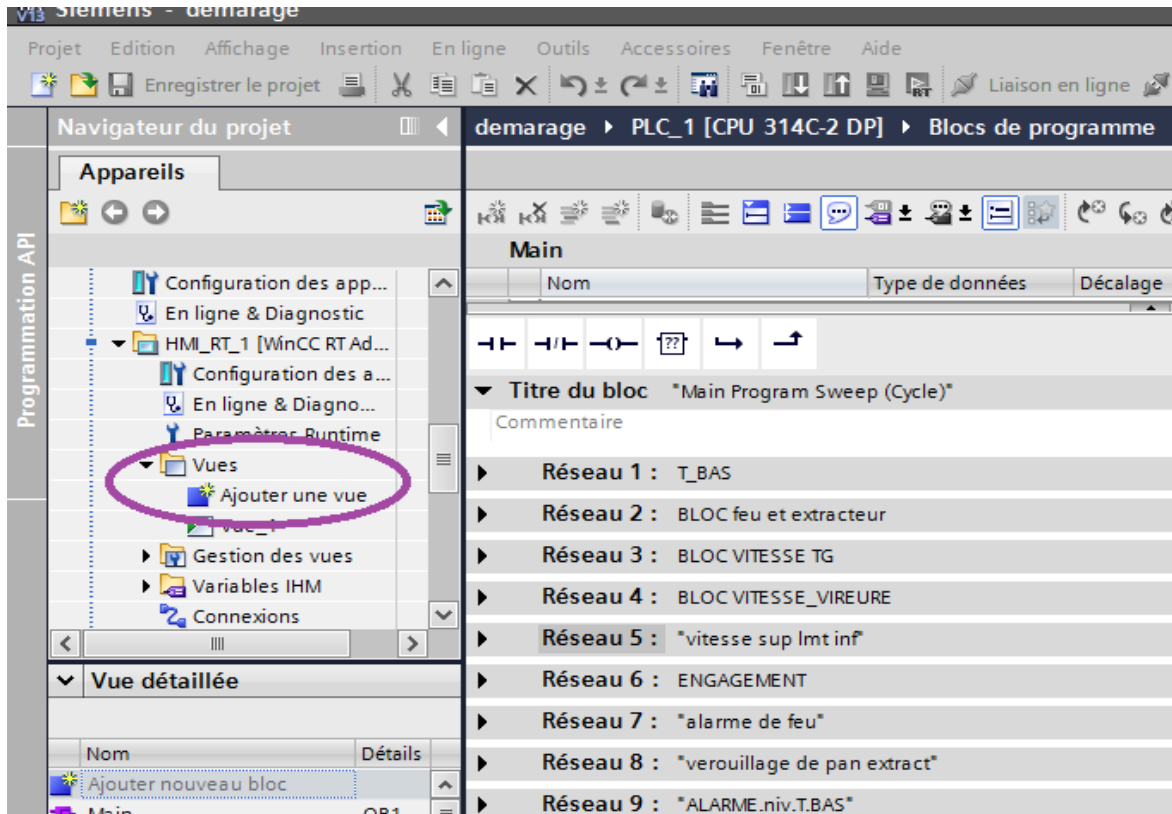 Siemens - demarage
Projet Edition Affichage Insertion En ligne Outils Accessoires Fenêtre Aide
Enregistrer le projet Liaison en ligne
Navigateur du projet
demarage PLC_1 [CPU 314C-2 DP] Blocs de programme
Appareils
Programmation API
Main
Nom Type de données Décalage
Configuration des app...
En ligne & Diagnostic
HMI_RT_1 [WinCC RT Ad...
Configuration des a...
En ligne & Diagno...
Paramètres Runtime
Vues
Ajouter une vue
Vue_1
Gestion des vues
Variables IHM
Connexions
Titre du bloc "Main Program Sweep (Cycle)"
Commentaire
Réseau 1 : T_BAS
Réseau 2 : BLOC feu et extracteur
Réseau 3 : BLOC VITESSE TG
Réseau 4 : BLOC VITESSE_VIREURE
Réseau 5 : "vitesse sup lmt inf"
Réseau 6 : ENGAGEMENT
Réseau 7 : "alarme de feu"
Réseau 8 : "verouillage de pan extract"
Réseau 9 : "ALARME.niv.T.BAS"
Vue détaillée
Nom Détails
Ajouter nouveau bloc
Main OB1